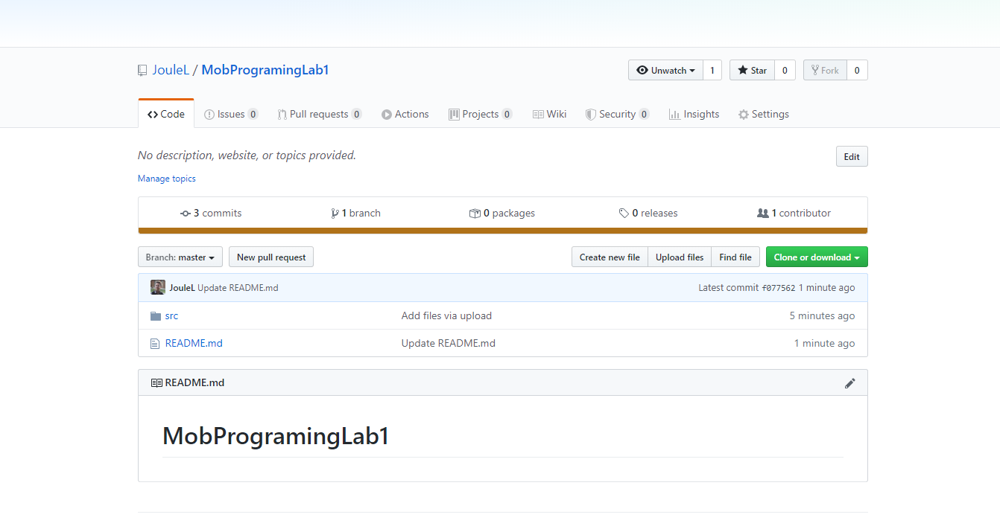 JouleL / MobProgramingLab1
Unwatch 1 Star 0 Fork 0
Code Issues 0 Pull requests 0 Actions Projects 0 Wiki Security 0 Insights Settings
No description, website, or topics provided. Edit
Manage topics
3 commits 1 branch 0 packages 0 releases 1 contributor
Branch: master New pull request Create new file Upload files Find file Clone or download
JouleL Update README.md Latest commit f077562 1 minute ago
src Add files via upload 5 minutes ago
README.md Update README.md 1 minute ago
README.md
MobProgramingLab1